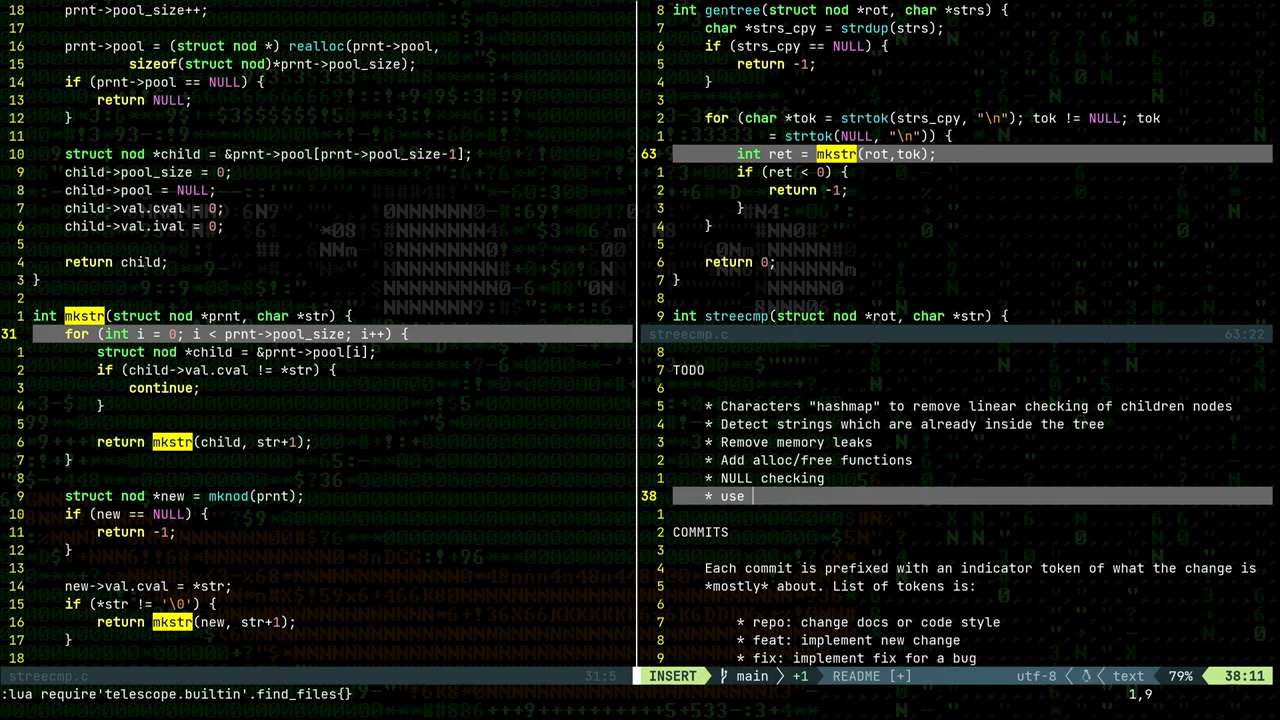 18     prnt->pool_size++;
17
16     prnt->pool = (struct nod *) realloc(prnt->pool,
15             sizeof(struct nod)*prnt->pool_size);
14     if (prnt->pool == NULL) {
13         return NULL;
12     }
11
10     struct nod *child = &prnt->pool[prnt->pool_size-1];
9     child->pool_size = 0;
8     child->pool = NULL;
7     child->val.cval = 0;
6     child->val.ival = 0;
5
4     return child;
3 }
2
1 int mkstr(struct nod *prnt, char *str) {
31     for (int i = 0; i < prnt->pool_size; i++) {
1         struct nod *child = &prnt->pool[i];
2         if (child->val.cval != *str) {
3             continue;
4         }
5
6         return mkstr(child, str+1);
7     }
8
9     struct nod *new = mknod(prnt);
10     if (new == NULL) {
11         return -1;
12     }
13
14     new->val.cval = *str;
15     if (*str != '\0') {
16         return mkstr(new, str+1);
17     }
18
streecmp.c 31:5
8 int gentree(struct nod *rot, char *strs) {
7     char *strs_cpy = strdup(strs);
6     if (strs_cpy == NULL) {
5         return -1;
4     }
3
2     for (char *tok = strtok(strs_cpy, "\n"); tok != NULL; tok
1             = strtok(NULL, "\n")) {
63         int ret = mkstr(rot,tok);
1         if (ret < 0) {
2             return -1;
3         }
4     }
5
6     return 0;
7 }
8
9 int streecmp(struct nod *rot, char *str) {
streecmp.c 63:22
8
7 TODO
6
5     * Characters "hashmap" to remove linear checking of children nodes
4     * Detect strings which are already inside the tree
3     * Remove memory leaks
2     * Add alloc/free functions
1     * NULL checking
38     * use
1
2 COMMITS
3
4     Each commit is prefixed with an indicator token of what the change is
5     *mostly* about. List of tokens is:
6
7         * repo: change docs or code style
8         * feat: implement new change
9         * fix: implement fix for a bug
INSERT main +1 README [+] utf-8 text 79% 38:11
:lua require'telescope.builtin'.find_files{} 1,9